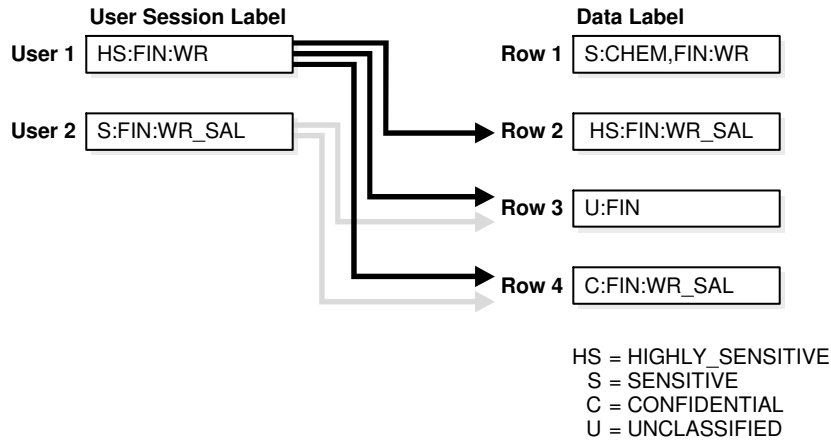 User Session Label Data Label
User 1 HS:FIN:WR Row 1 S:CHEM,FIN:WR
User 2 S:FIN:WR_SAL Row 2 HS:FIN:WR_SAL
Row 3 U:FIN
Row 4 C:FIN:WR_SAL
HS = HIGHLY_SENSITIVE
S = SENSITIVE
C = CONFIDENTIAL
U = UNCLASSIFIED